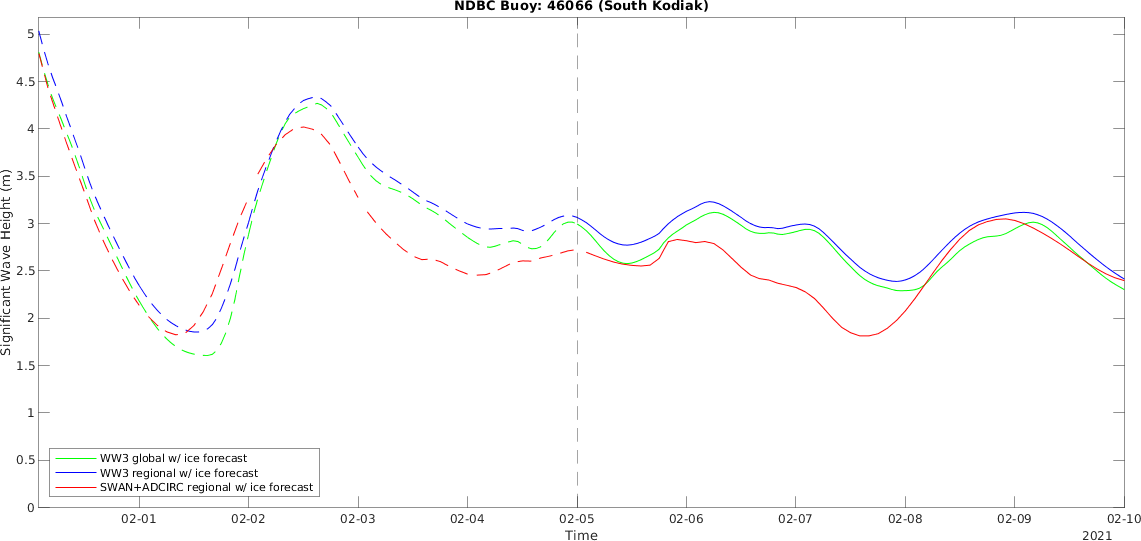 NDBC Buoy: 46066 (South Kodiak)
5
4.5
4
3.5
3
2.5
2
1.5
1
0.5
0
Significant Wave Height (m)
WW3 global w/ ice forecast
WW3 regional w/ ice forecast
SWAN+ADCIRC regional w/ ice forecast
02-01 02-02 02-03 02-04 02-05 02-06 02-07 02-08 02-09 02-10
Time
2021